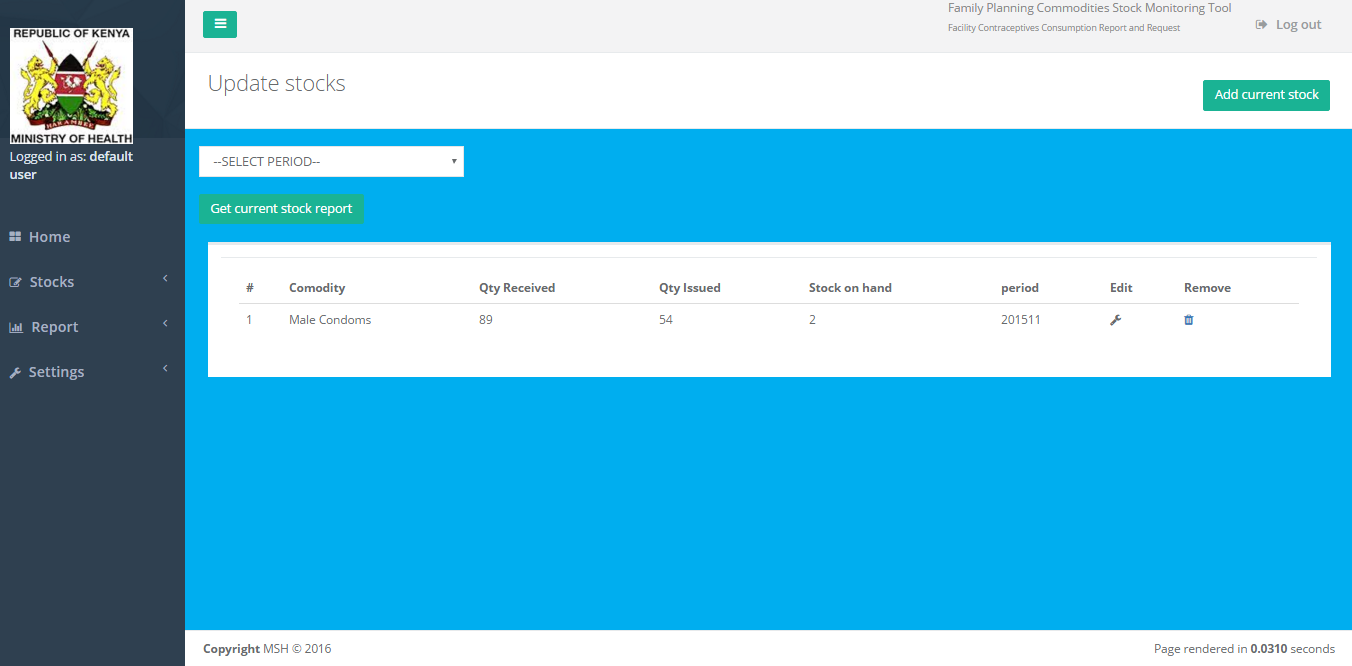 REPUBLIC OF KENYA
HARAMBEE
MINISTRY OF HEALTH
Logged in as: default
user
Home
Stocks
Report
Settings
Family Planning Commodities Stock Monitoring Tool
Facility Contraceptives Consumption Report and Request
Log out
Update stocks
Add current stock
--SELECT PERIOD--
Get current stock report
# Comodity Qty Received Qty Issued Stock on hand period Edit Remove
1 Male Condoms 89 54 2 201511
Copyright MSH © 2016
Page rendered in 0.0310 seconds